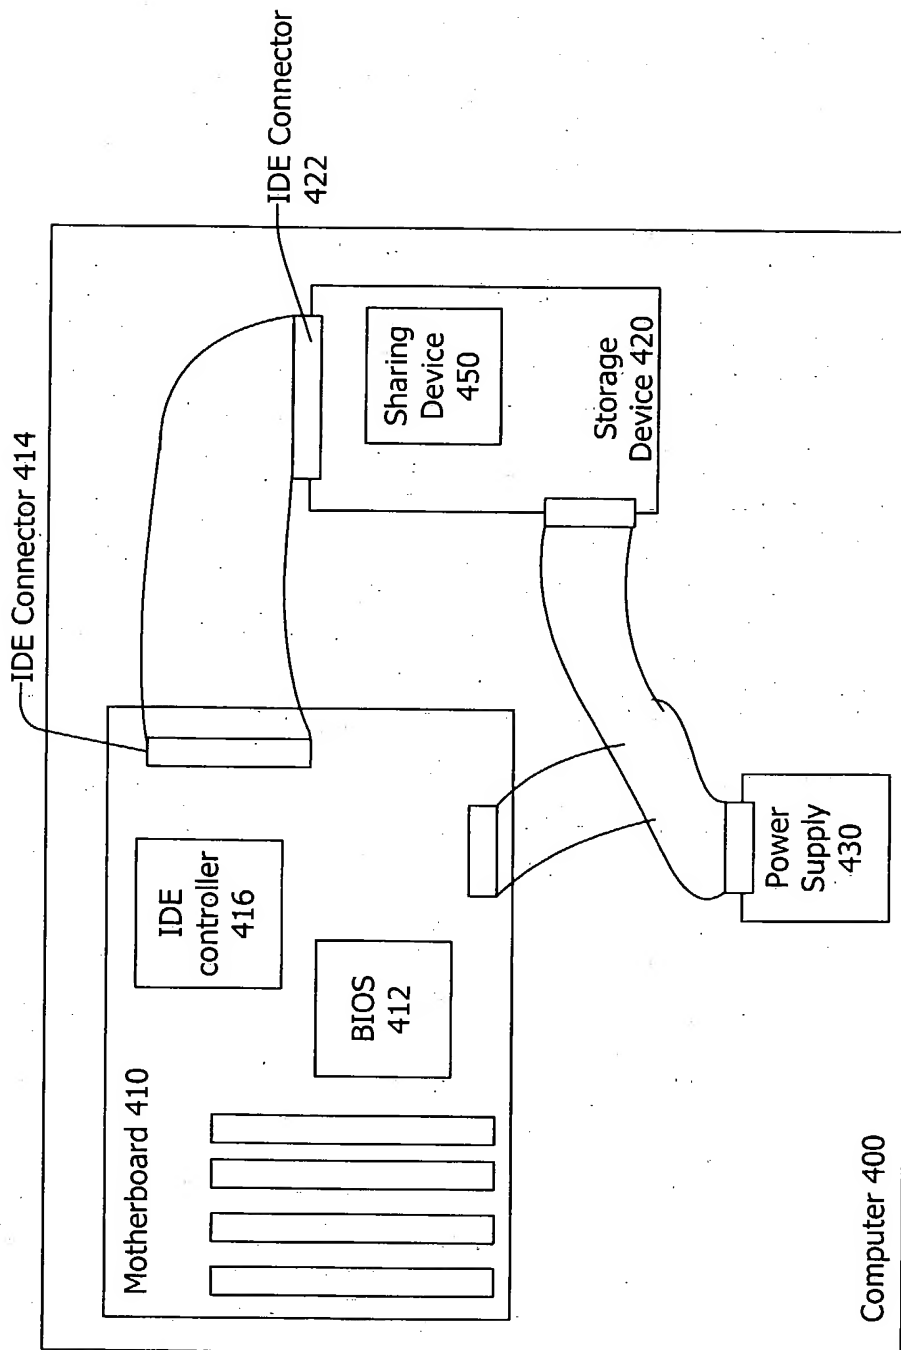 IDE Connector 414
IDE Connector
422
Motherboard 410
IDE
controller
416
BIOS
412
Sharing
Device
450
Storage
Device 420
Power
Supply
430
Computer 400